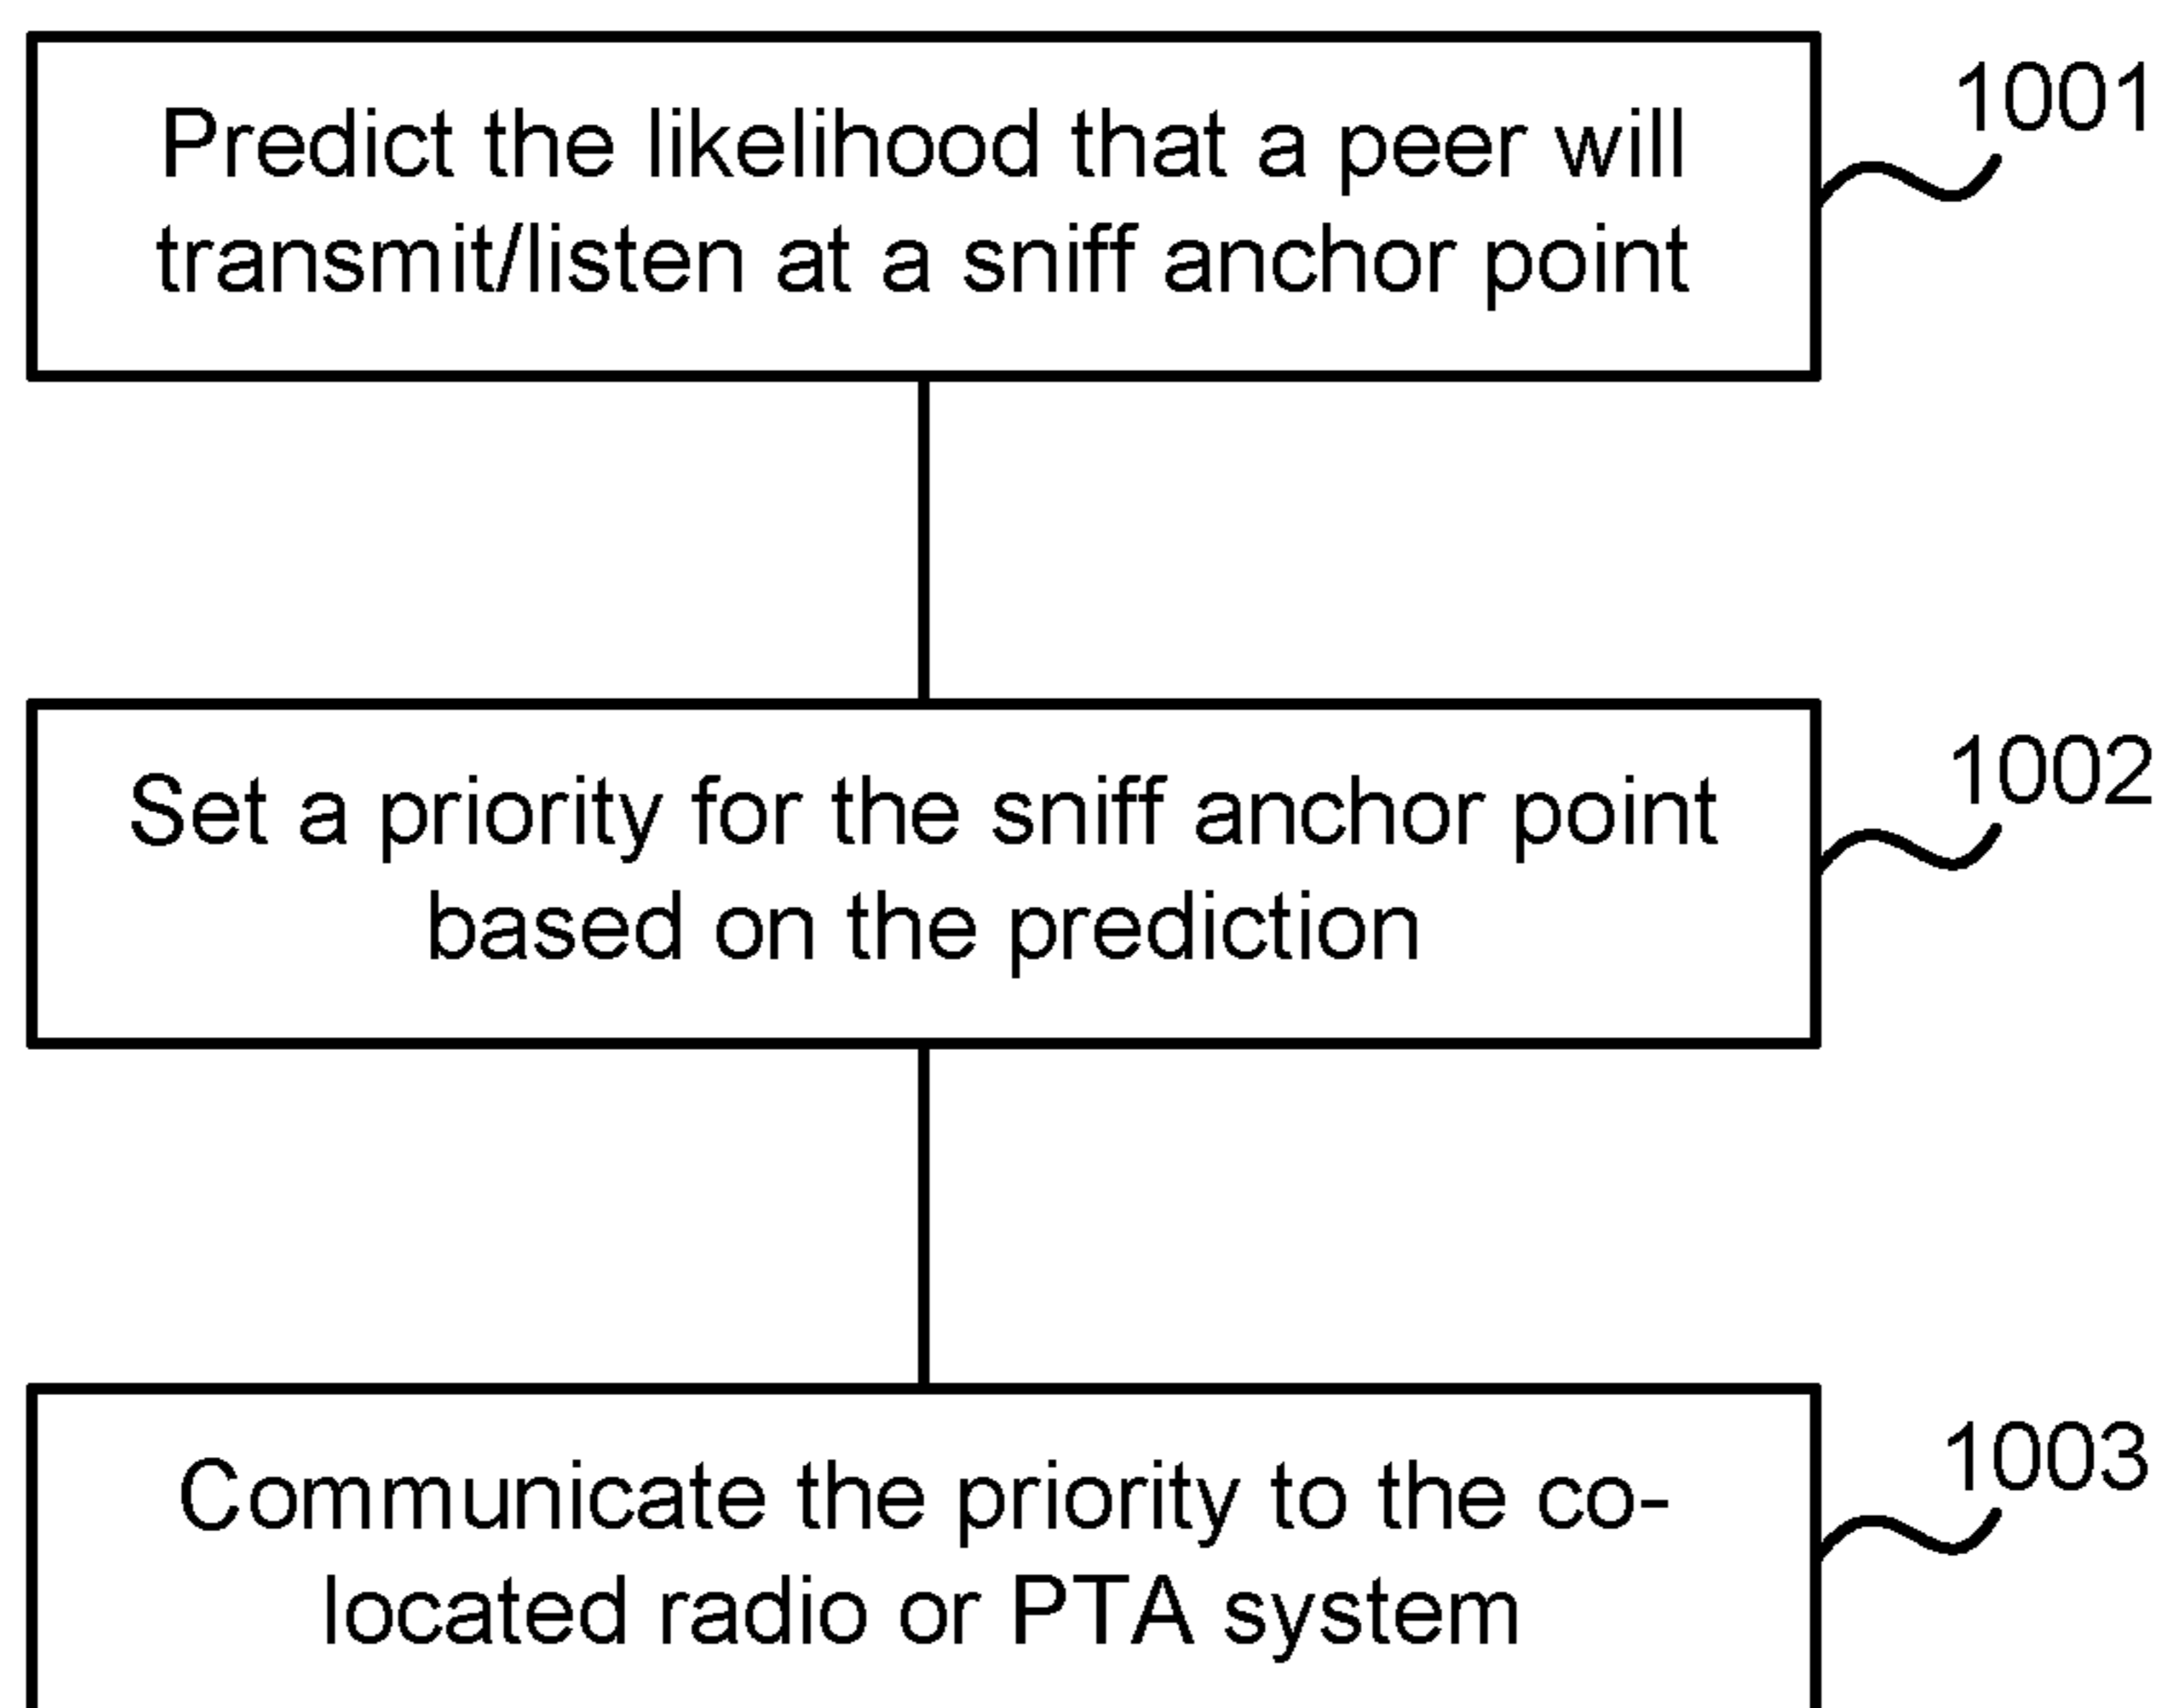 Predict the likelihood that a peer will
transmit/listen at a sniff anchor point
1001
Set a priority for the sniff anchor point
based on the prediction
1002
Communicate the priority to the co-
located radio or PTA system
1003